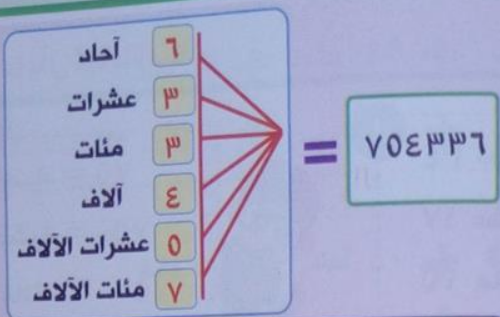 ٦ آحاد
٣ عشرات
٣ مئات
٤ آلاف
٥ عشرات الآلاف
٧ مئات الآلاف
= ٧٥٤٣٣٦